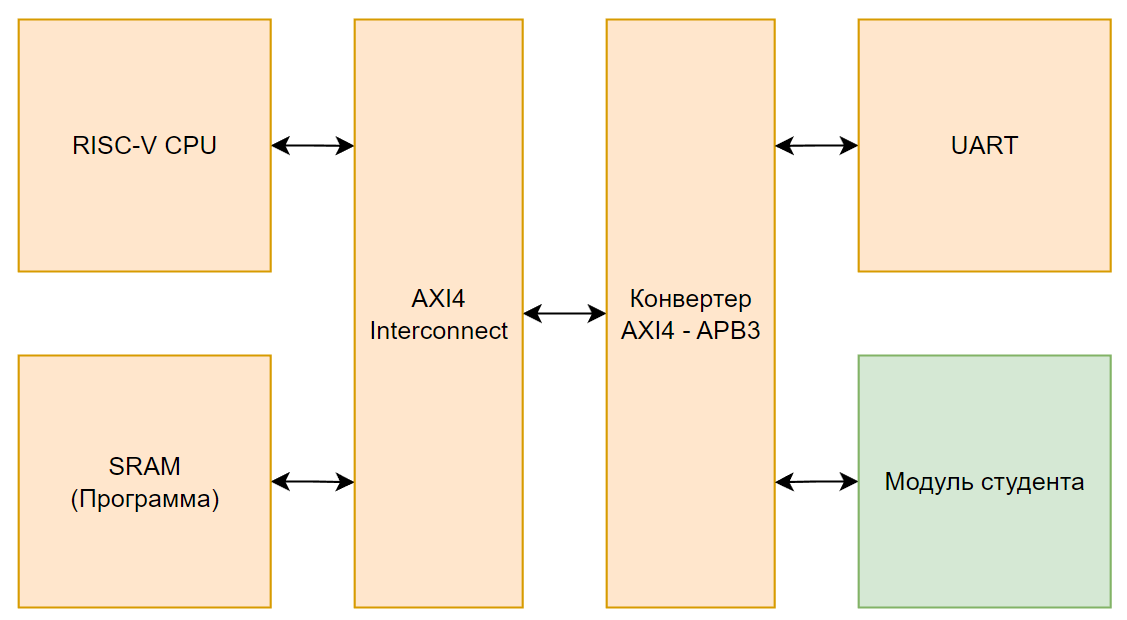 RISC-V CPU
SRAM
(Программа)
AXI4
Interconnect
Конвертер
AXI4 - APB3
UART
Модуль студента